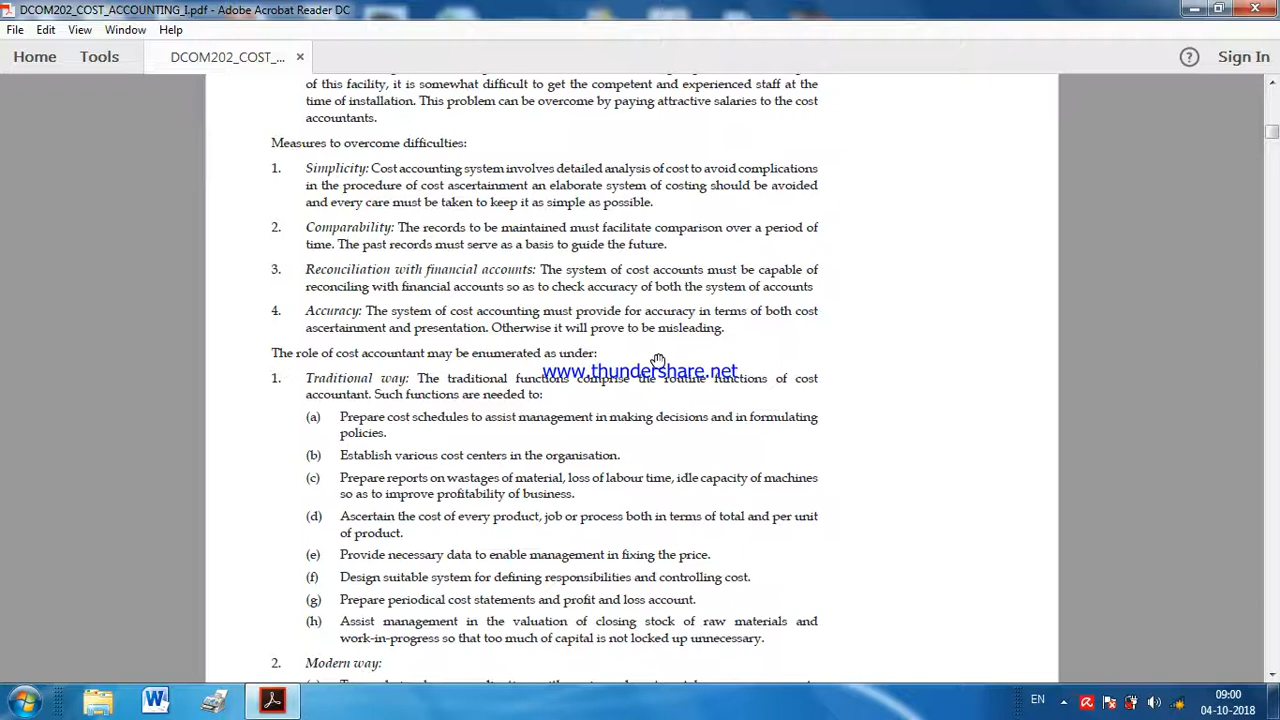 DCOM202_COST_ACCOUNTING_I.pdf - Adobe Acrobat Reader DC
File Edit View Window Help
Home Tools DCOM202_COST_... × ? Sign In
of this facility, it is somewhat difficult to get the competent and experienced staff at the
time of installation. This problem can be overcome by paying attractive salaries to the cost
accountants.
Measures to overcome difficulties:
1. Simplicity: Cost accounting system involves detailed analysis of cost to avoid complications
in the procedure of cost ascertainment an elaborate system of costing should be avoided
and every care must be taken to keep it as simple as possible.
2. Comparability: The records to be maintained must facilitate comparison over a period of
time. The past records must serve as a basis to guide the future.
3. Reconciliation with financial accounts: The system of cost accounts must be capable of
reconciling with financial accounts so as to check accuracy of both the system of accounts
4. Accuracy: The system of cost accounting must provide for accuracy in terms of both cost
ascertainment and presentation. Otherwise it will prove to be misleading.
The role of cost accountant may be enumerated as under:
www.thundershare.net
1. Traditional way: The traditional functions comprise the routine functions of cost
accountant. Such functions are needed to:
(a) Prepare cost schedules to assist management in making decisions and in formulating
policies.
(b) Establish various cost centers in the organisation.
(c) Prepare reports on wastages of material, loss of labour time, idle capacity of machines
so as to improve profitability of business.
(d) Ascertain the cost of every product, job or process both in terms of total and per unit
of product.
(e) Provide necessary data to enable management in fixing the price.
(f) Design suitable system for defining responsibilities and controlling cost.
(g) Prepare periodical cost statements and profit and loss account.
(h) Assist management in the valuation of closing stock of raw materials and
work-in-progress so that too much of capital is not locked up unnecessary.
2. Modern way:
EN 09:00
04-10-2018